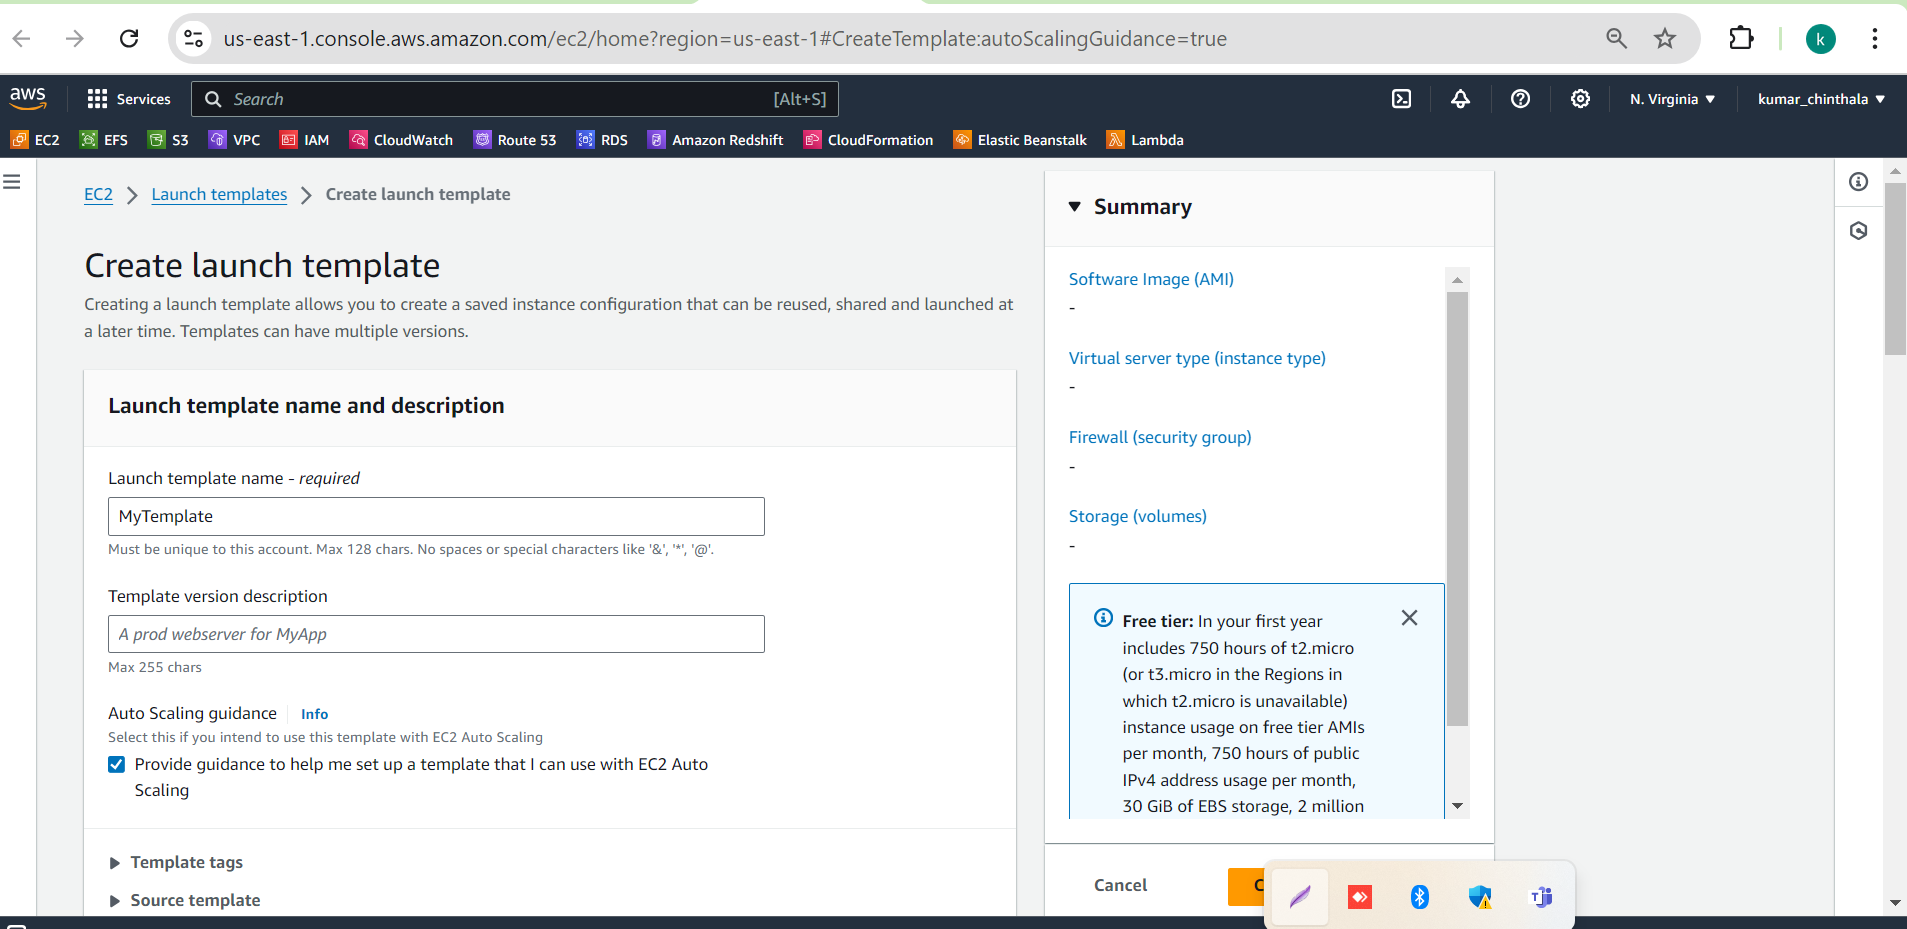 us-east-1.console.aws.amazon.com/ec2/home?region=us-east-1#CreateTemplate:autoScalingGuidance=true
k
aws
Services
Search
[Alt+S]
N. Virginia
kumar_chinthala
EC2
EFS
S3
VPC
IAM
CloudWatch
Route 53
RDS
Amazon Redshift
CloudFormation
Elastic Beanstalk
Lambda
EC2
Launch templates
Create launch template
Create launch template
Creating a launch template allows you to create a saved instance configuration that can be reused, shared and launched at
a later time. Templates can have multiple versions.
Launch template name and description
Launch template name - required
MyTemplate
Must be unique to this account. Max 128 chars. No spaces or special characters like '&', '*', '@'.
Template version description
A prod webserver for MyApp
Max 255 chars
Auto Scaling guidance
Info
Select this if you intend to use this template with EC2 Auto Scaling
Provide guidance to help me set up a template that I can use with EC2 Auto
Scaling
Template tags
Source template
Summary
Software Image (AMI)
-
Virtual server type (instance type)
-
Firewall (security group)
-
Storage (volumes)
-
Free tier: In your first year
includes 750 hours of t2.micro
(or t3.micro in the Regions in
which t2.micro is unavailable)
instance usage on free tier AMIs
per month, 750 hours of public
IPv4 address usage per month,
30 GiB of EBS storage, 2 million
Cancel
C